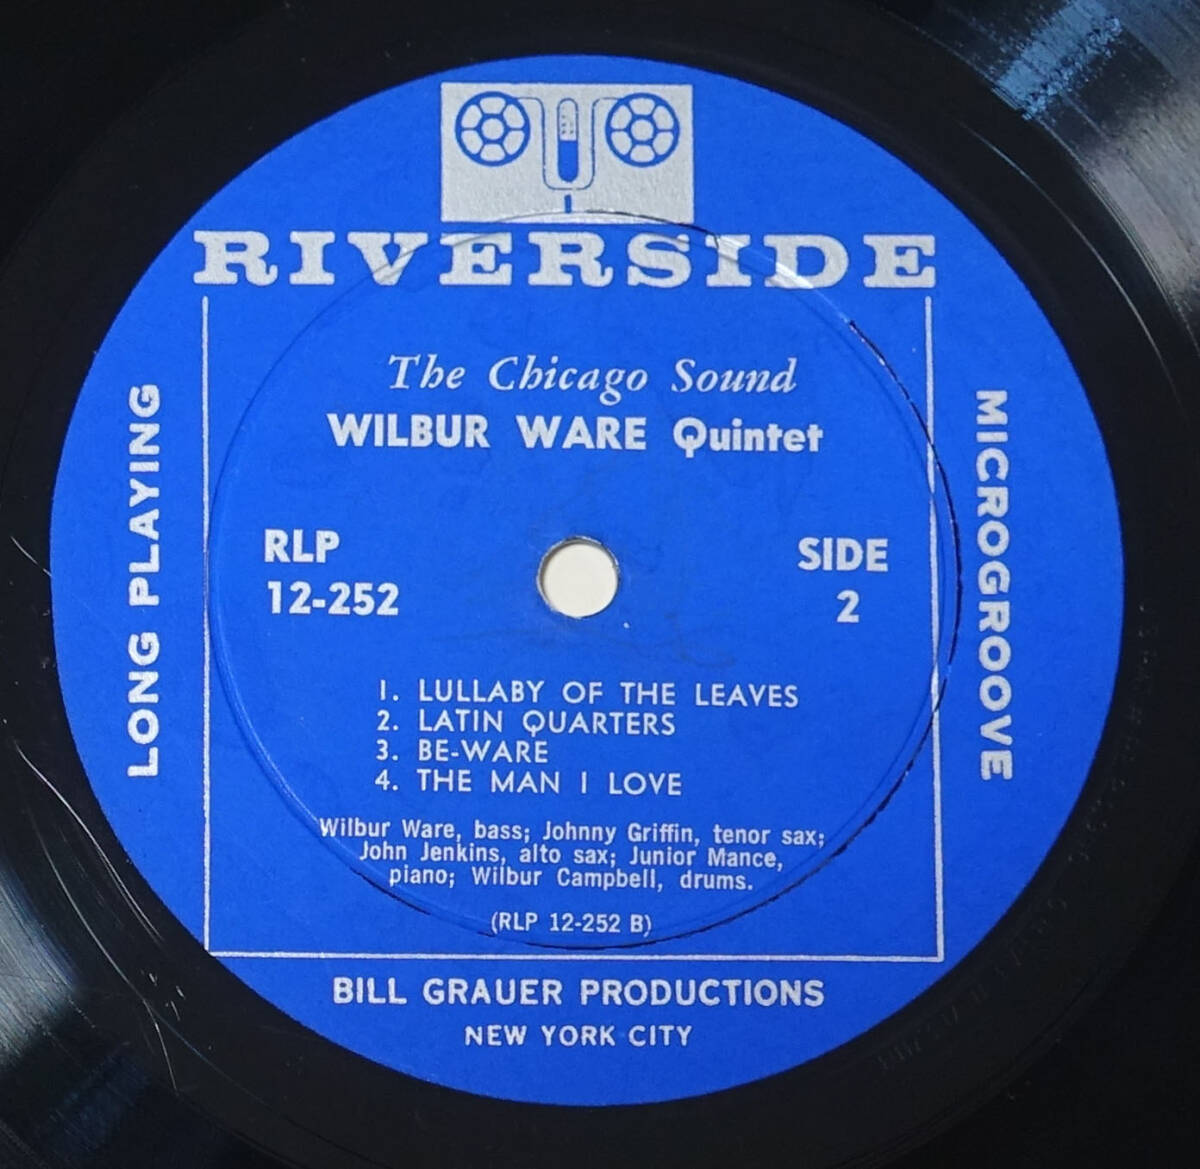 RIVERSIDE
The Chicago Sound
WILBUR WARE Quintet
LONG PLAYING
MICROGROOVE
RLP
12-252
SIDE
2
1. LULLABY OF THE LEAVES
2. LATIN QUARTERS
3. BE-WARE
4. THE MAN I LOVE
Wilbur Ware, bass; Johnny Griffin, tenor sax;
John Jenkins, alto sax; Junior Mance,
piano; Wilbur Campbell, drums.
(RLP 12-252 B)
BILL GRAUER PRODUCTIONS
NEW YORK CITY